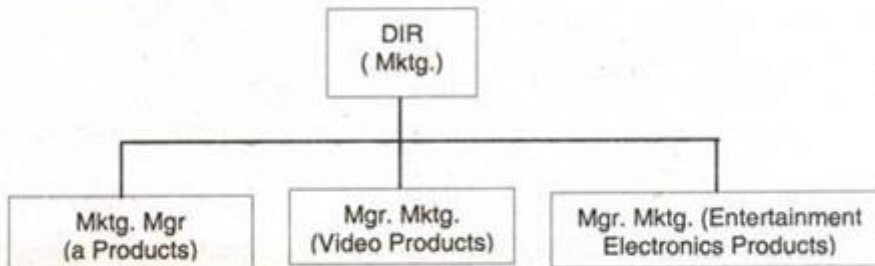 DIR
( Mktg.)
Mktg. Mgr
(a Products)
Mgr. Mktg.
(Video Products)
Mgr. Mktg. (Entertainment
Electronics Products)